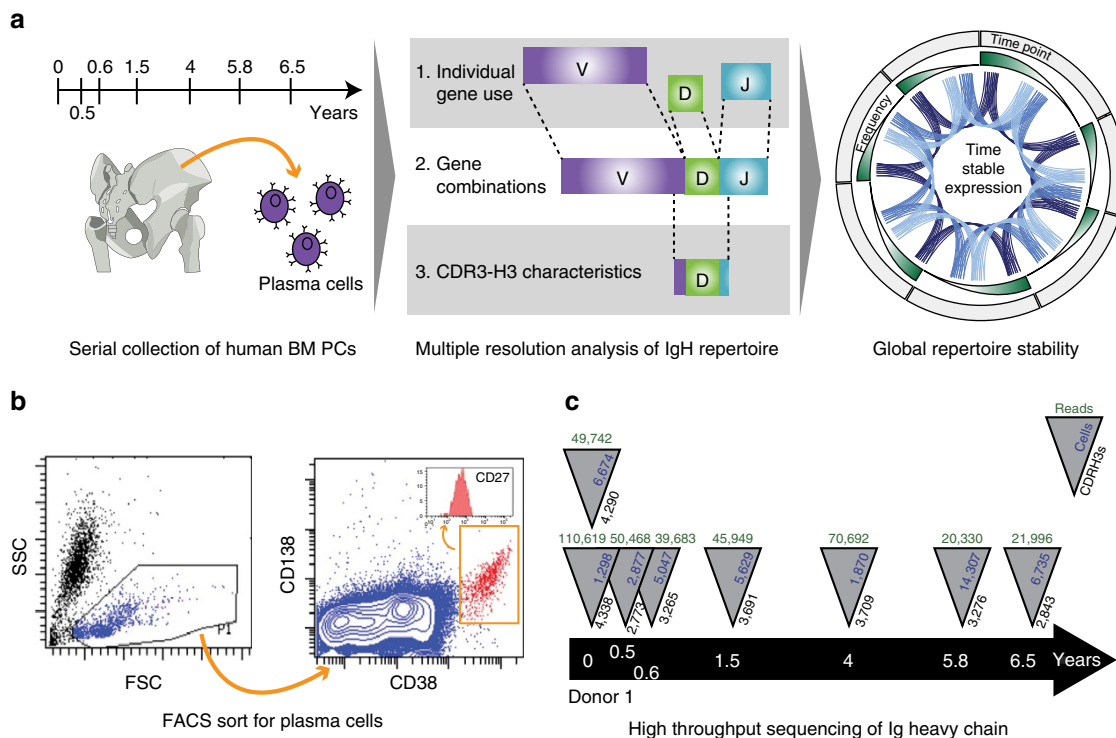 a
0 0.6 1.5 4 5.8 6.5
0.5 Years
Plasma cells
Serial collection of human BM PCs
1. Individual
gene use
V
D
J
2. Gene
combinations
V D J
3. CDR3-H3 characteristics
D
Multiple resolution analysis of IgH repertoire
Time point
Frequency
Time
stable
expression
Global repertoire stability
b
SSC
FSC
P1
CD138
CD38
CD27
15
10
5
0
FACS sort for plasma cells
c
Reads
Cells
CDRH3s
49,742
6,674
4,290
110,619 50,468 39,683 45,949 70,692 20,330 21,996
1,298 2,877 5,047 5,629 1,870 14,307 6,735
4,338 2,773 3,265 3,691 3,709 3,276 2,843
0 0.5 0.6 1.5 4 5.8 6.5 Years
Donor 1
High throughput sequencing of Ig heavy chain